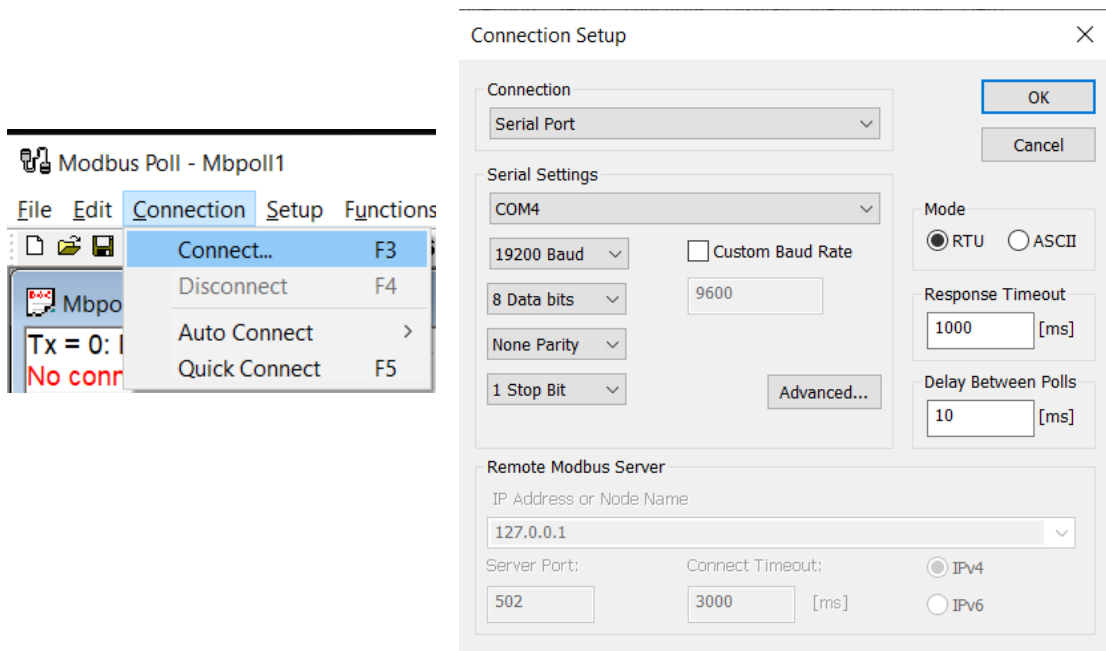 Modbus Poll - Mbpoll1
File Edit Connection Setup Functions
Connect... F3
Disconnect F4
Auto Connect >
Quick Connect F5
Mbpo
Tx = 0:
No conn
Connection Setup
Connection
Serial Port
OK
Cancel
Serial Settings
COM4
19200 Baud
Custom Baud Rate
8 Data bits
9600
None Parity
1 Stop Bit
Advanced...
Mode
RTU ASCII
Response Timeout
1000 [ms]
Delay Between Polls
10 [ms]
Remote Modbus Server
IP Address or Node Name
127.0.0.1
Server Port: Connect Timeout:
502 3000 [ms]
IPv4
IPv6